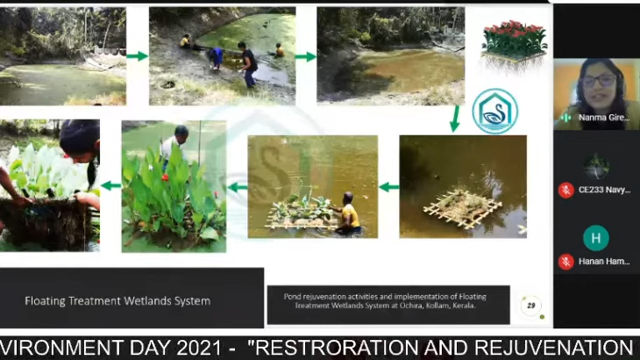 Nanma Gire...
CE233 Navy...
H
Hanan Ham...
Floating Treatment Wetlands System
Pond rejuvenation activities and implementation of Floating
Treatment Wetlands System at Ochira, Kollam, Kerala.
29
VIRONMENT DAY 2021 - "RESTRORATION AND REJUVENATION